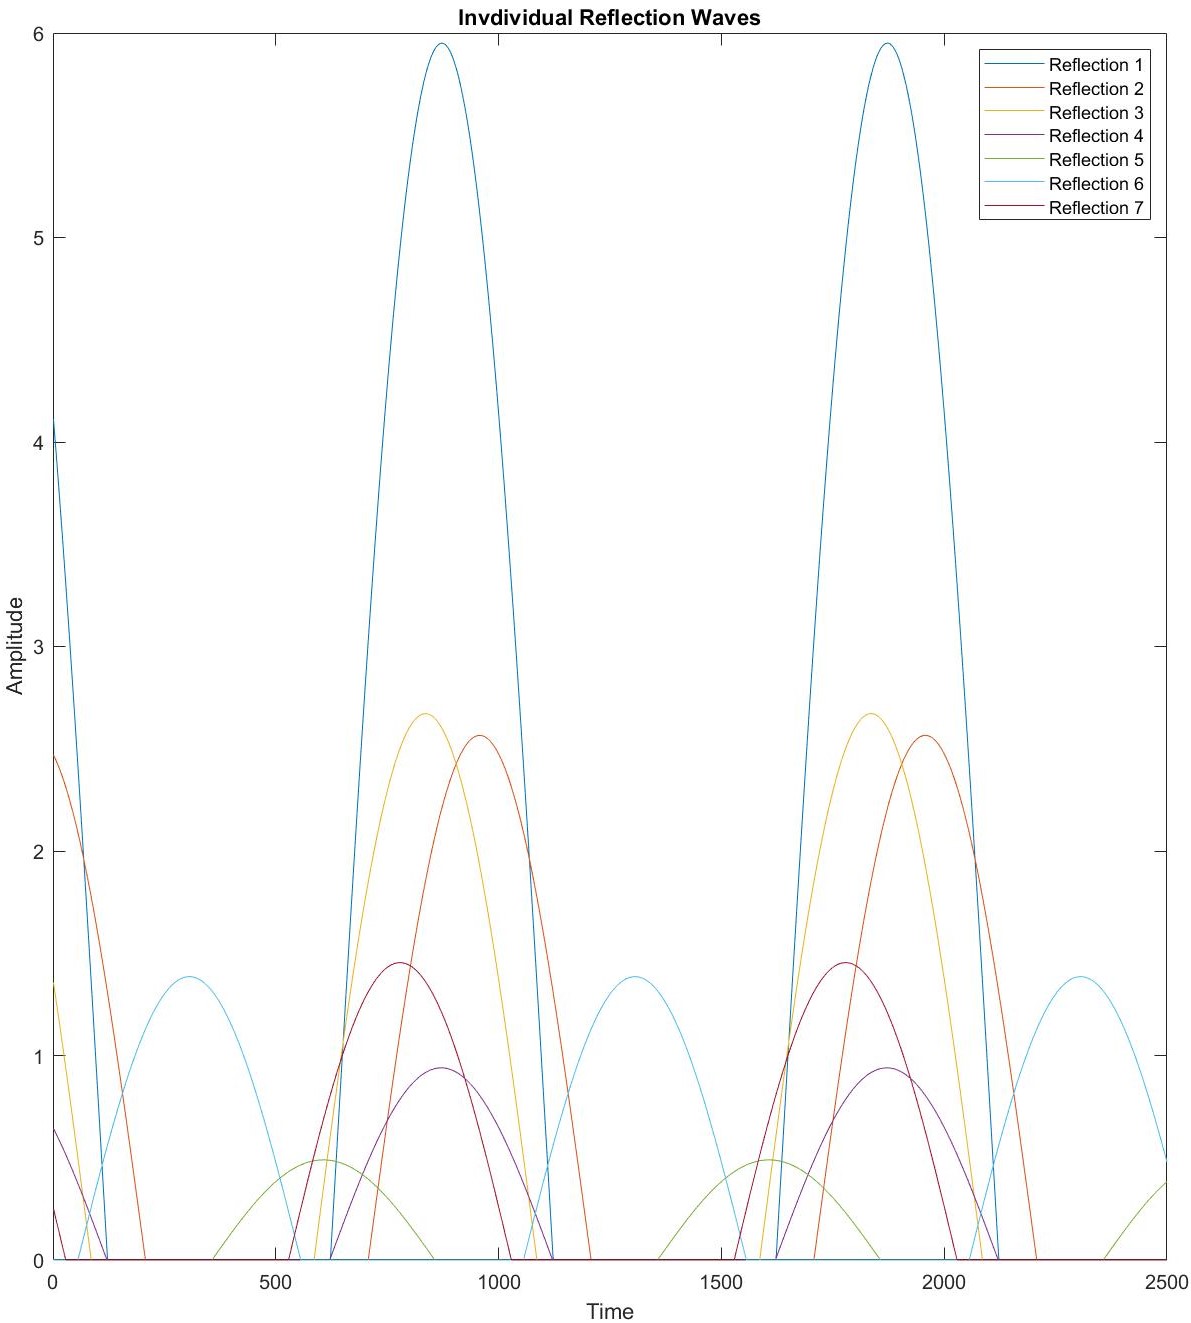 Invdividual Reflection Waves
6
5
4
3
2
1
0
Amplitude
Reflection 1
Reflection 2
Reflection 3
Reflection 4
Reflection 5
Reflection 6
Reflection 7
0 500 1000 1500 2000 2500
Time